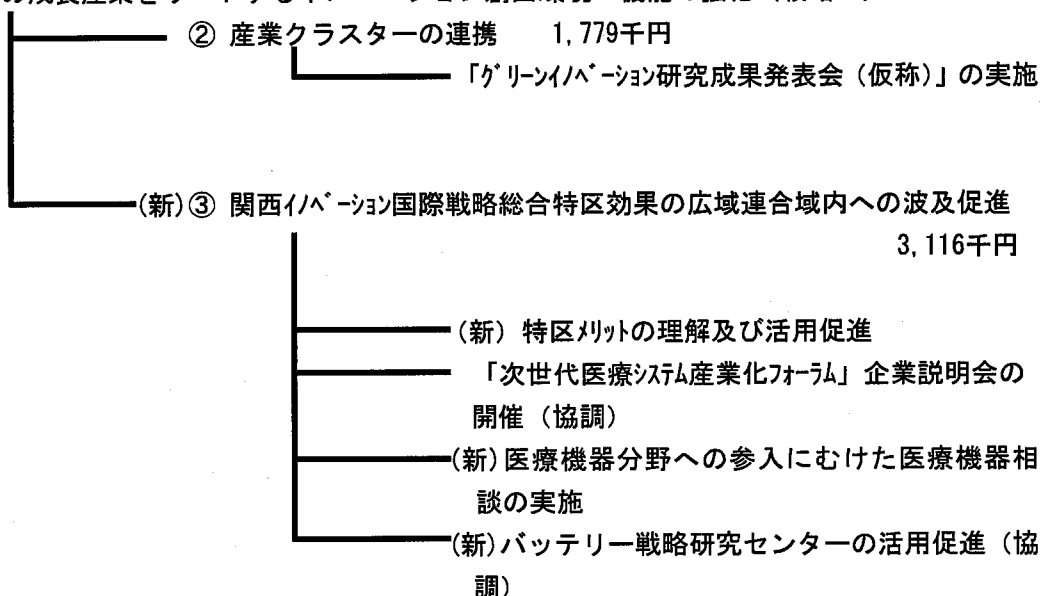 ② 産業クラスターの連携 1,779千円
「グリーンイノベーション研究成果発表会（仮称）」の実施
(新)③ 関西イノベーション国際戦略総合特区効果の広域連合域内への波及促進
3,116千円
(新) 特区メリットの理解及び活用促進
「次世代医療システム産業化フォーラム」企業説明会の
開催（協調）
(新)医療機器分野への参入にむけた医療機器相
談の実施
(新)バッテリー戦略研究センターの活用促進（協
調）